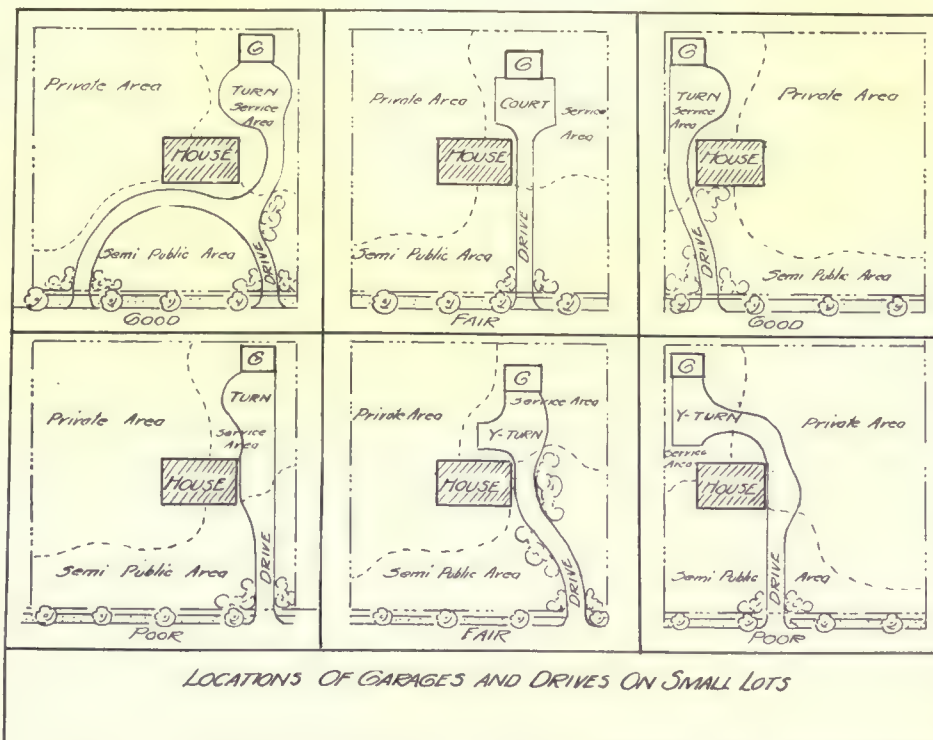 G
Private Area
TURN
Service
Area
HOUSE
Semi Public Area
DRIVE
GOOD
G
Private Area
COURT
Service
Area
HOUSE
Semi Public Area
DRIVE
FAIR
G
TURN
Service
Area
Private Area
HOUSE
DRIVE
Semi Public Area
GOOD
G
TURN
Private Area
Service
Area
HOUSE
Semi Public Area
DRIVE
POOR
G
Service Area
Private Area
Y-TURN
HOUSE
Semi Public Area
DRIVE
FAIR
G
Y-TURN
Private Area
Service
Area
HOUSE
Semi Public Area
DRIVE
POOR
LOCATIONS OF GARAGES AND DRIVES ON SMALL LOTS